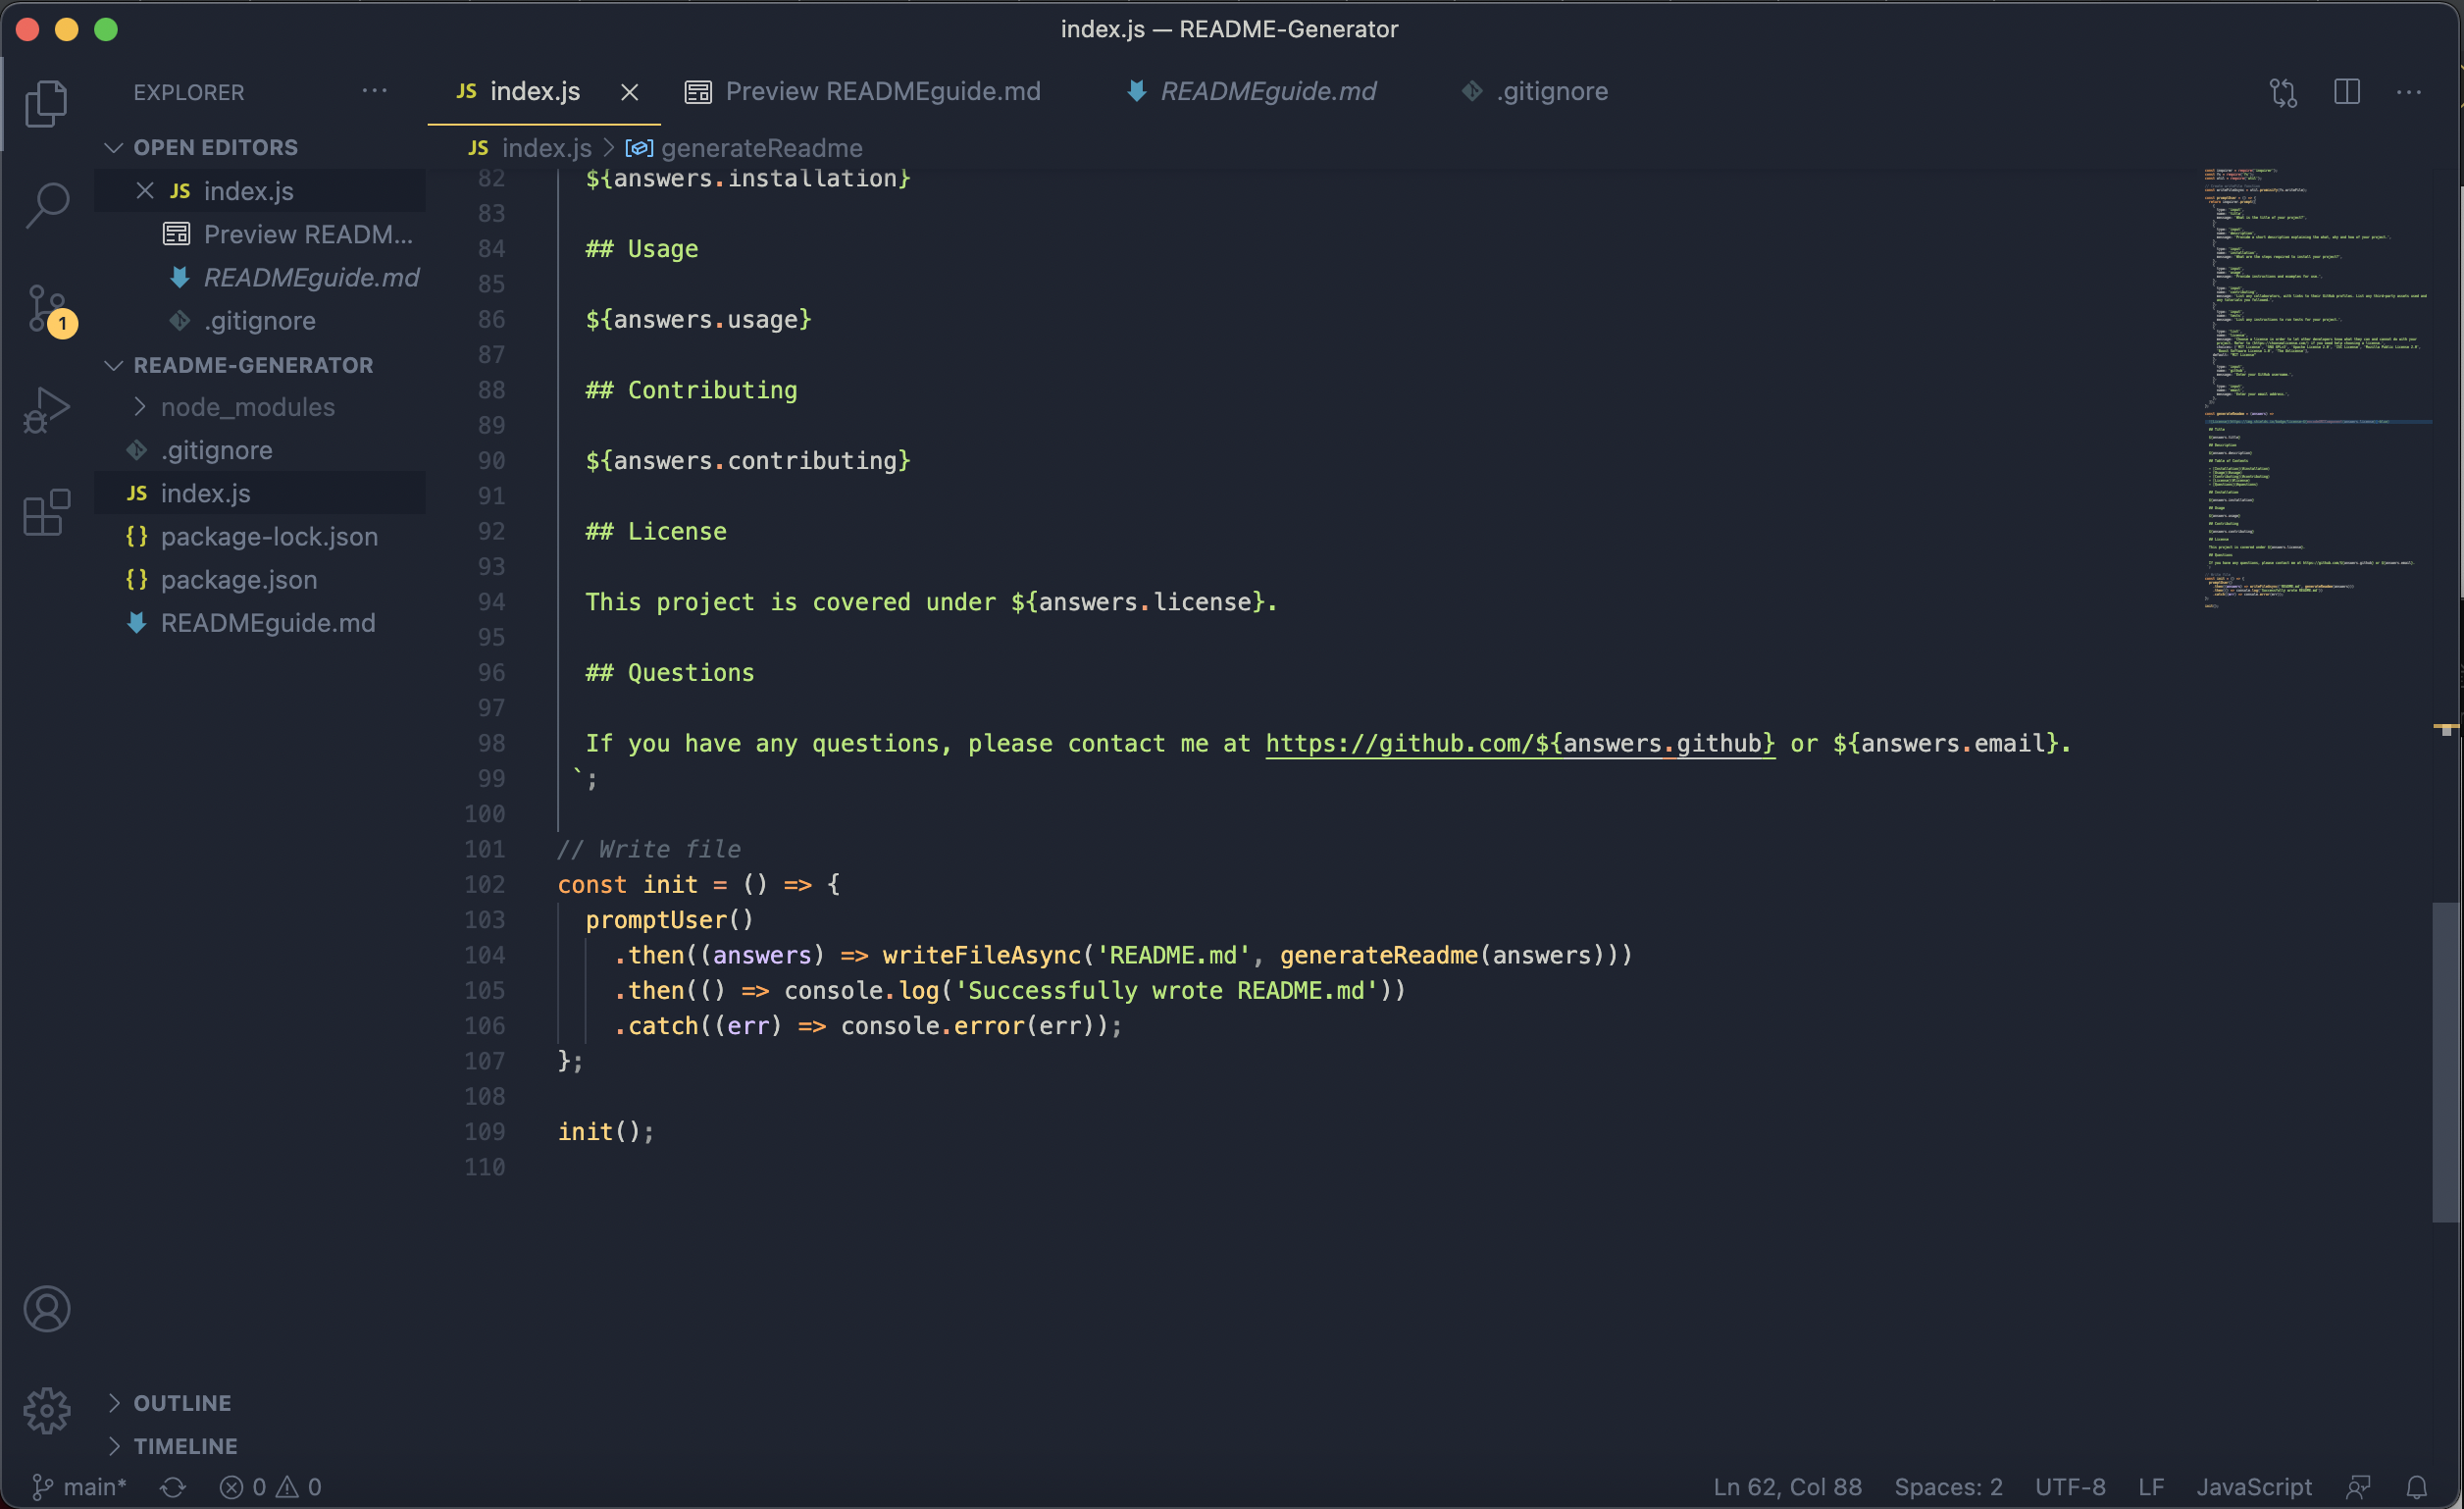 index.js — README-Generator
EXPLORER
JS index.js
Preview READMEguide.md
READMEguide.md
.gitignore
OPEN EDITORS
JS index.js
Preview READM...
READMEguide.md
.gitignore
1
README-GENERATOR
node_modules
.gitignore
JS index.js
{} package-lock.json
{} package.json
READMEguide.md
OUTLINE
TIMELINE
JS index.js > generateReadme
82 ${answers.installation}
83
84 ## Usage
85
86 ${answers.usage}
87
88 ## Contributing
89
90 ${answers.contributing}
91
92 ## License
93
94 This project is covered under ${answers.license}.
95
96 ## Questions
97
98 If you have any questions, please contact me at https://github.com/${answers.github} or ${answers.email}.
99 `;
100
101 // Write file
102 const init = () => {
103 promptUser()
104 .then((answers) => writeFileAsync('README.md', generateReadme(answers)))
105 .then(() => console.log('Successfully wrote README.md'))
106 .catch((err) => console.error(err));
107 };
108
109 init();
110
main* 0 0
Ln 62, Col 88 Spaces: 2 UTF-8 LF JavaScript